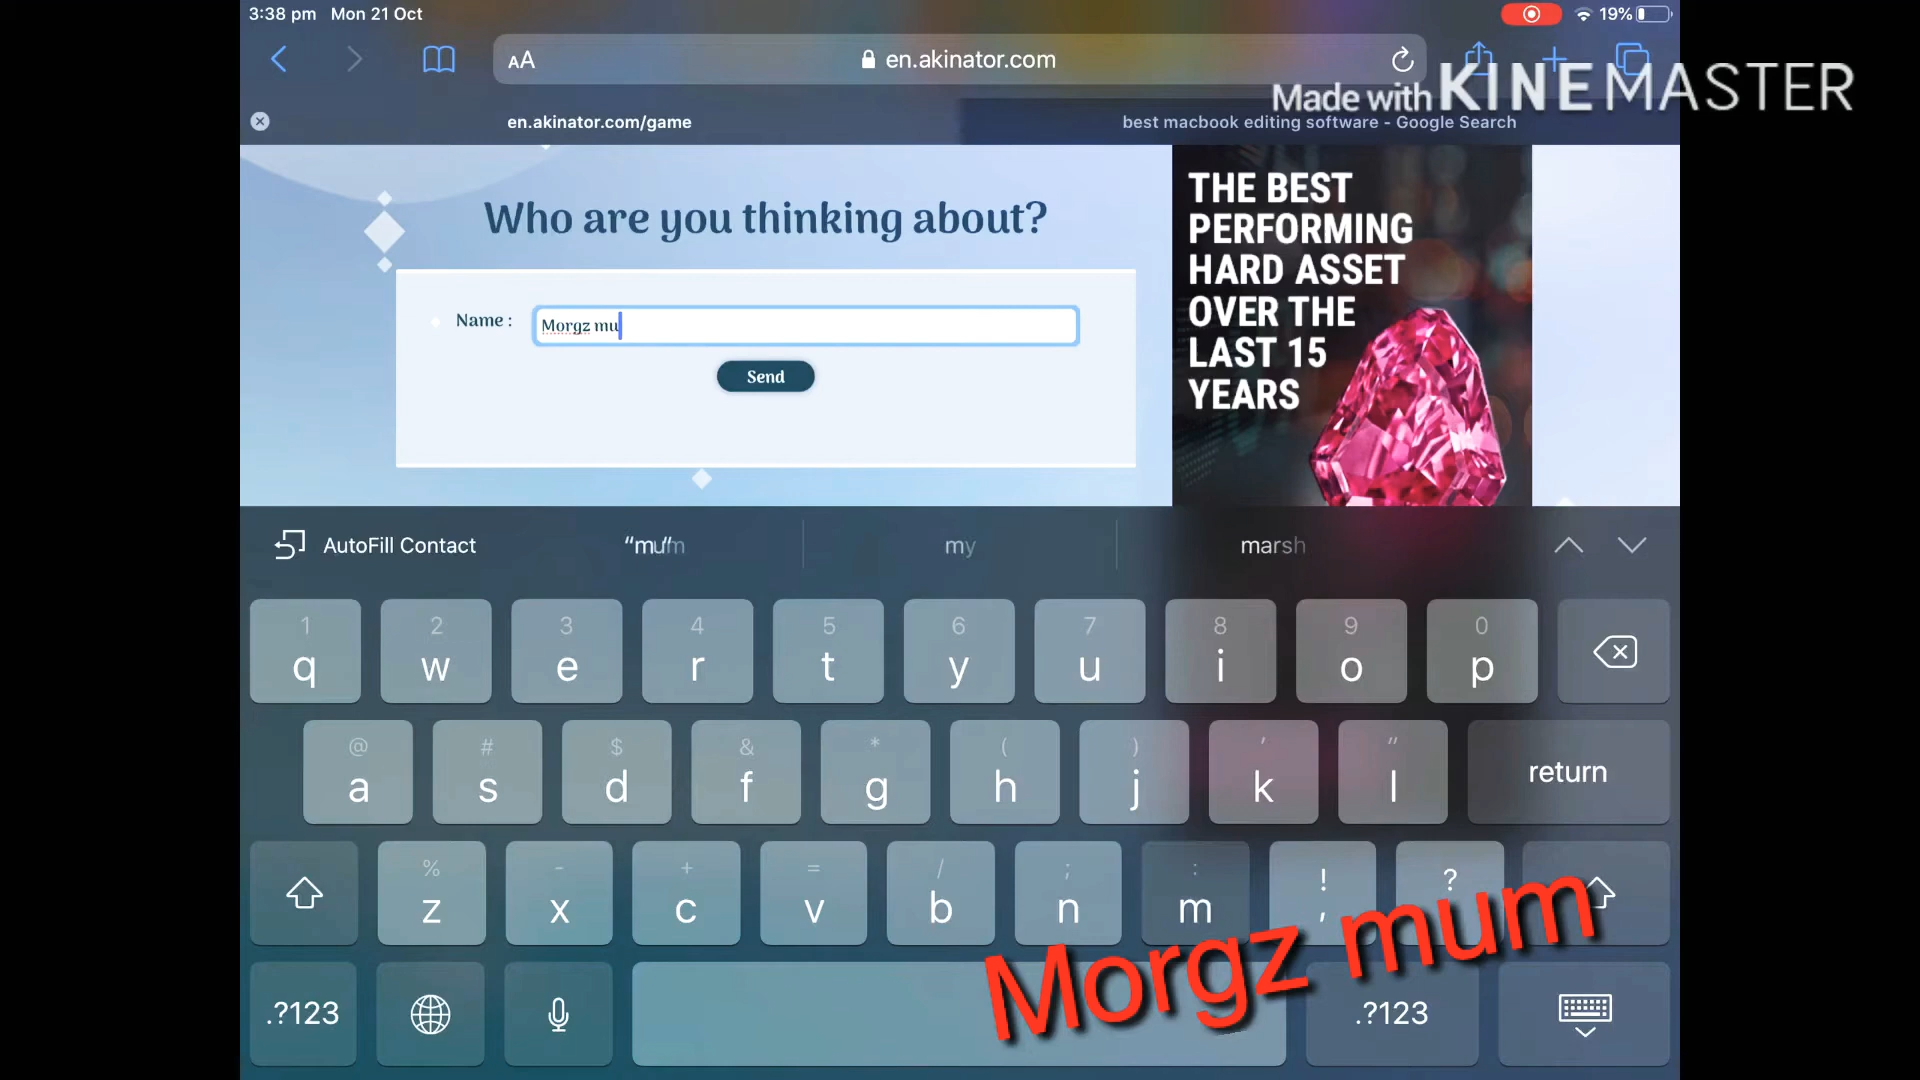 3:38 pm Mon 21 Oct
19%
AA
en.akinator.com
Made with KINEMASTER
en.akinator.com/game
best macbook editing software - Google Search
Who are you thinking about?
Name :
Morgz mu
Send
THE BEST
PERFORMING
HARD ASSET
OVER THE
LAST 15
YEARS
AutoFill Contact
my
marsh
1 2 3 4 5 6 7 8 9 0
q w e r t y u i o p
@ # $ & * ( ) ' "
a s d f g h j k l return
% - + = / ; : ! ?
z x c v b n m ,
Morgz mum
.?123 .?123